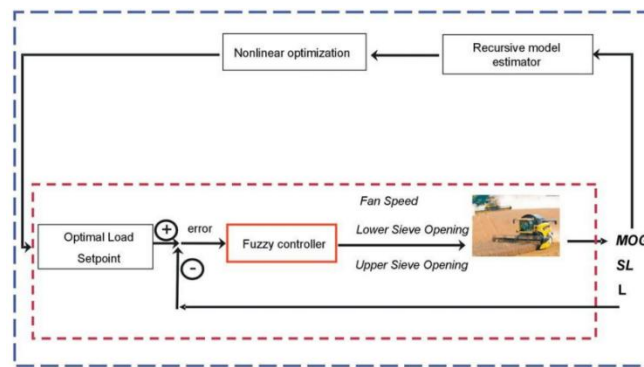 Nonlinear optimization
Recursive model
estimator
Fan Speed
+
error
Optimal Load
Setpoint
Fuzzy controller
Lower Sieve Opening
Upper Sieve Opening
-
MOG
SL
L